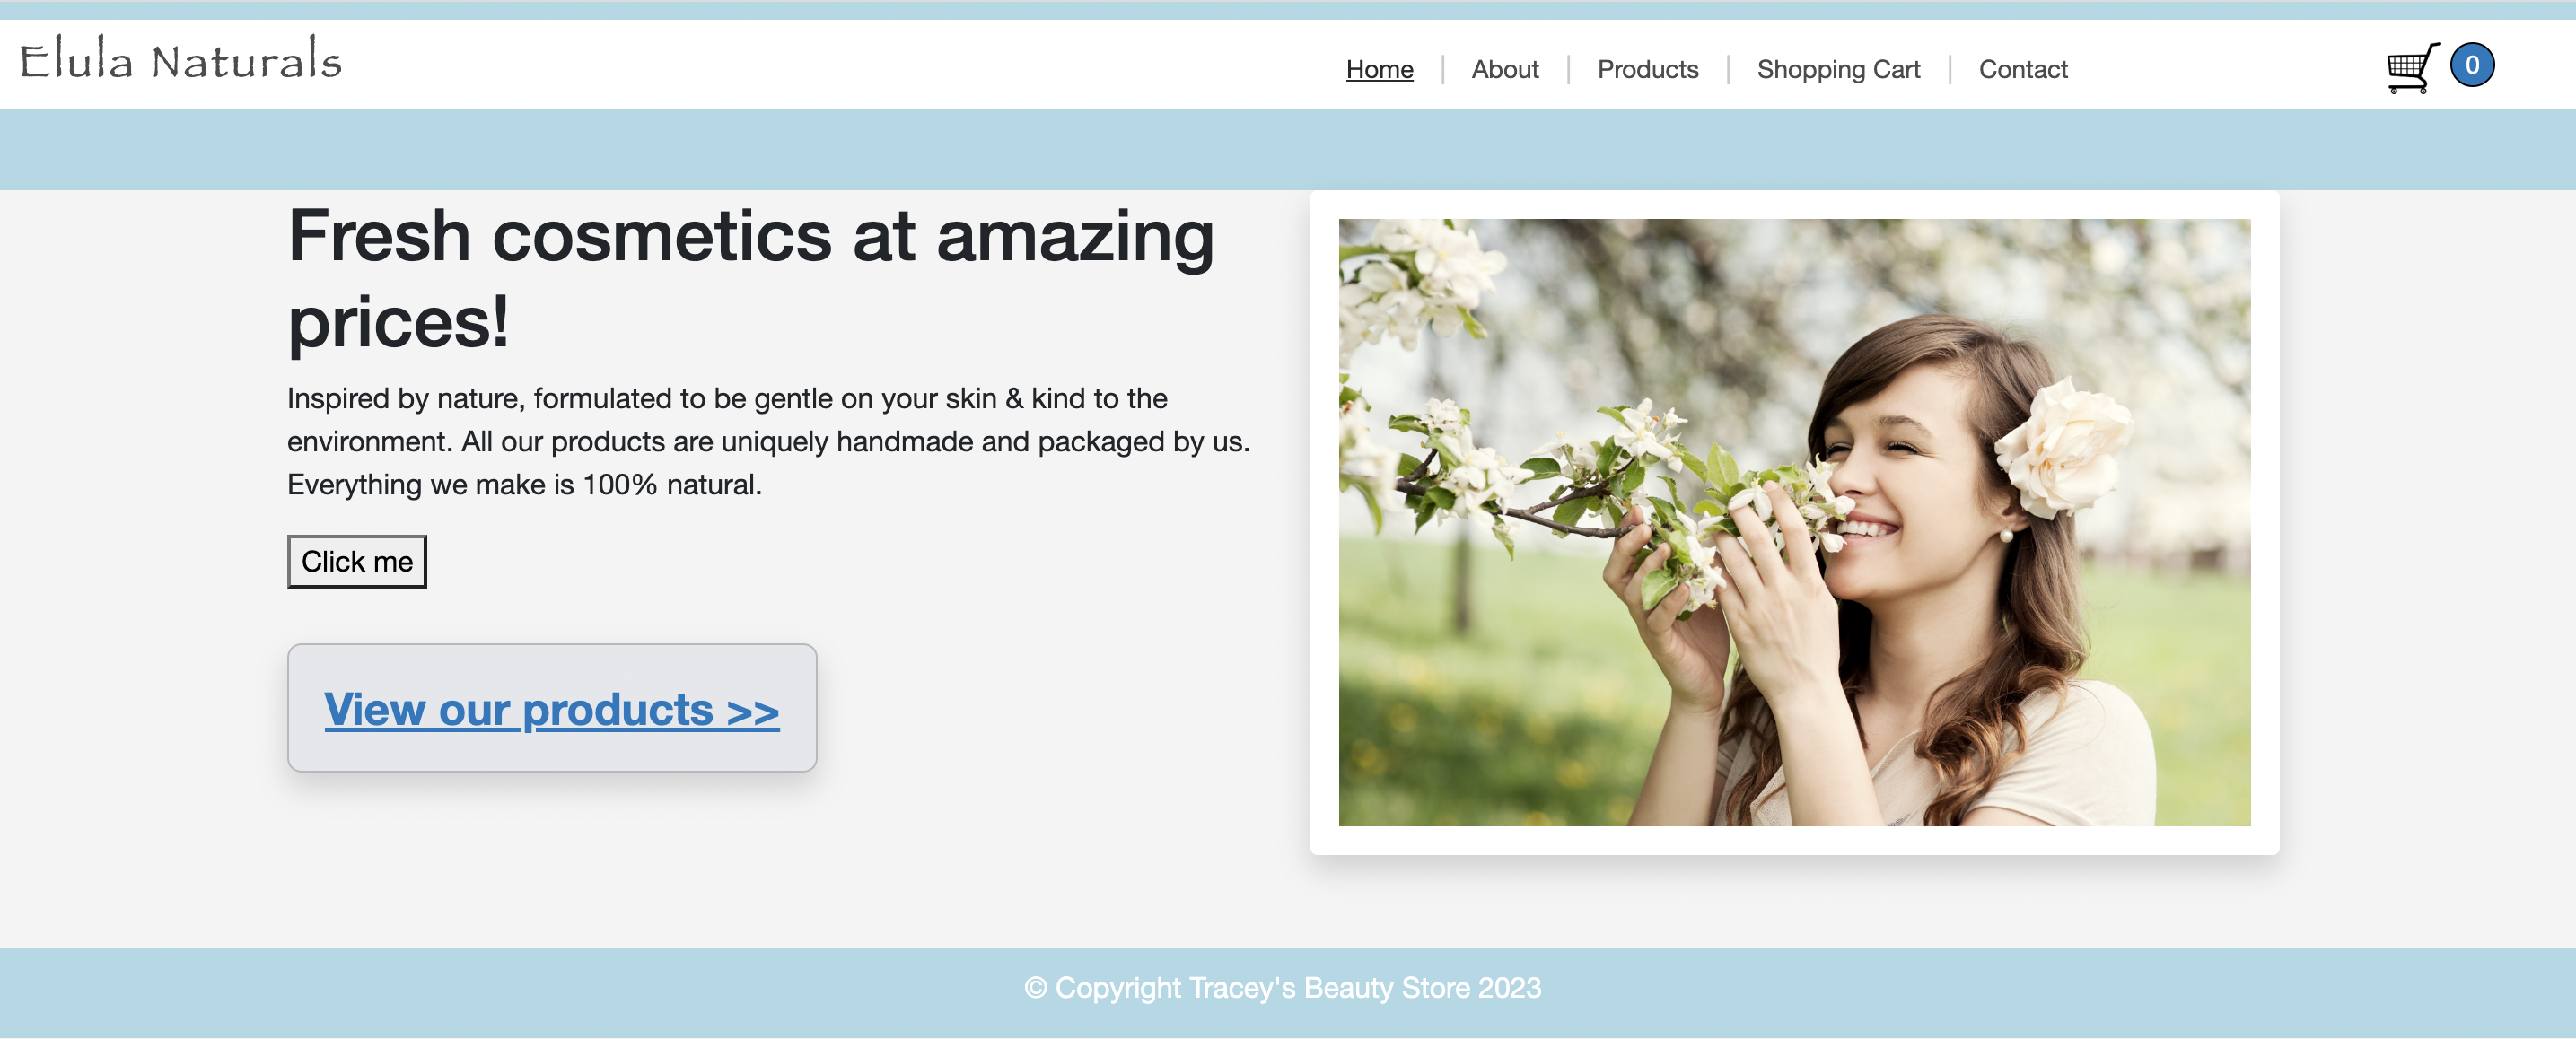 Elula Naturals
Home | About | Products | Shopping Cart | Contact
0
Fresh cosmetics at amazing
prices!
Inspired by nature, formulated to be gentle on your skin & kind to the
environment. All our products are uniquely handmade and packaged by us.
Everything we make is 100% natural.
Click me
View our products >>
© Copyright Tracey's Beauty Store 2023